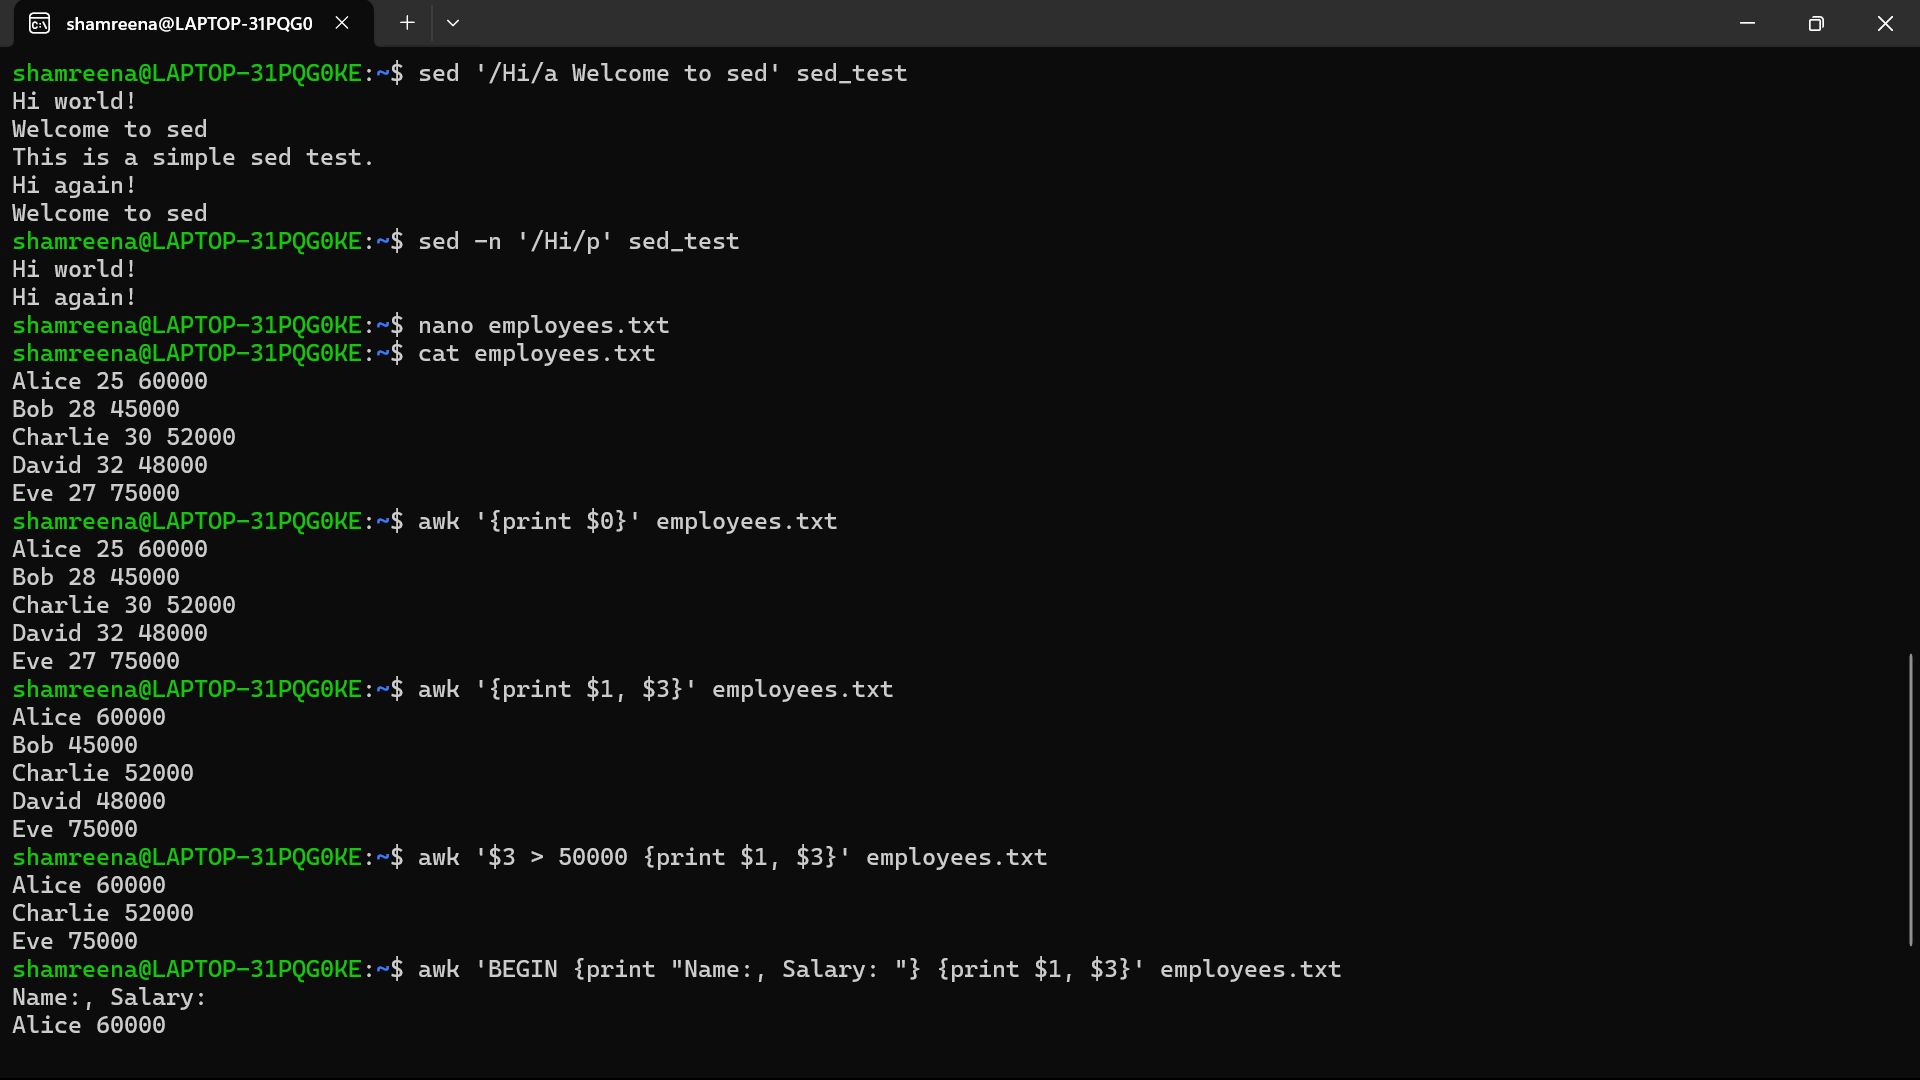 shamreena@LAPTOP-31PQG0
shamreena@LAPTOP-31PQG0KE:~$ sed '/Hi/a Welcome to sed' sed_test
Hi world!
Welcome to sed
This is a simple sed test.
Hi again!
Welcome to sed
shamreena@LAPTOP-31PQG0KE:~$ sed -n '/Hi/p' sed_test
Hi world!
Hi again!
shamreena@LAPTOP-31PQG0KE:~$ nano employees.txt
shamreena@LAPTOP-31PQG0KE:~$ cat employees.txt
Alice 25 60000
Bob 28 45000
Charlie 30 52000
David 32 48000
Eve 27 75000
shamreena@LAPTOP-31PQG0KE:~$ awk '{print $0}' employees.txt
Alice 25 60000
Bob 28 45000
Charlie 30 52000
David 32 48000
Eve 27 75000
shamreena@LAPTOP-31PQG0KE:~$ awk '{print $1, $3}' employees.txt
Alice 60000
Bob 45000
Charlie 52000
David 48000
Eve 75000
shamreena@LAPTOP-31PQG0KE:~$ awk '$3 > 50000 {print $1, $3}' employees.txt
Alice 60000
Charlie 52000
Eve 75000
shamreena@LAPTOP-31PQG0KE:~$ awk 'BEGIN {print "Name:, Salary: "} {print $1, $3}' employees.txt
Name:, Salary:
Alice 60000